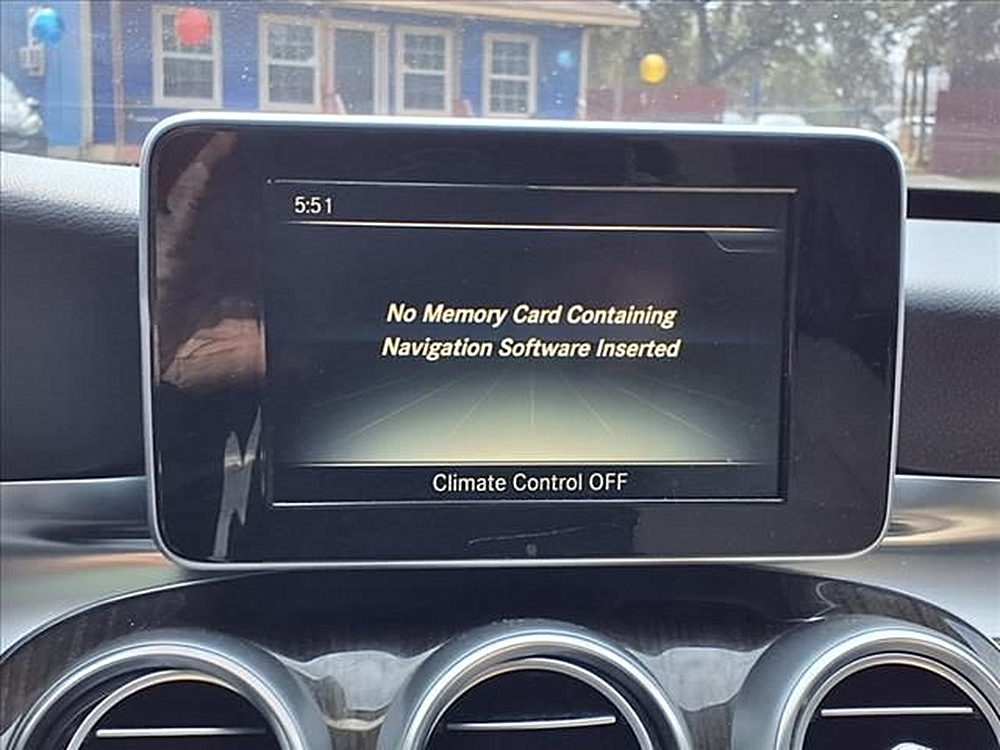 5:51
No Memory Card Containing
Navigation Software Inserted
Climate Control OFF